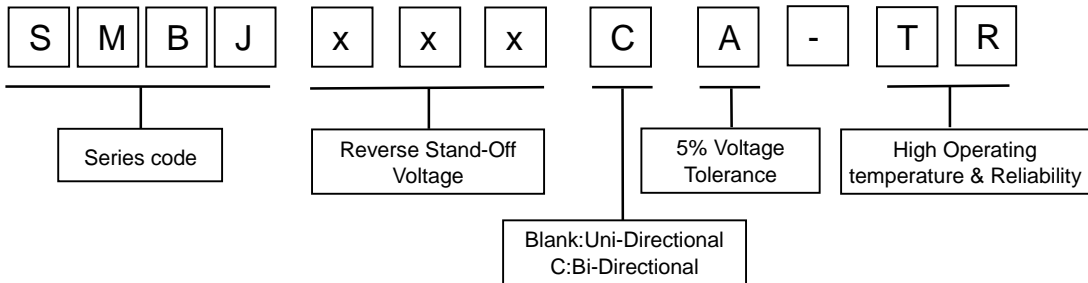 S M B J x x x C A - T R
Series code
Reverse Stand-Off
Voltage
5% Voltage
Tolerance
High Operating
temperature & Reliability
Blank:Uni-Directional
C:Bi-Directional